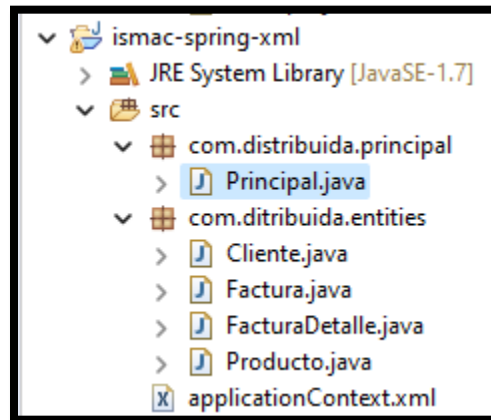 ismac-spring-xml
JRE System Library [JavaSE-1.7]
src
com.distribuida.principal
Principal.java
com.ditribuida.entities
Cliente.java
Factura.java
FacturaDetalle.java
Producto.java
applicationContext.xml